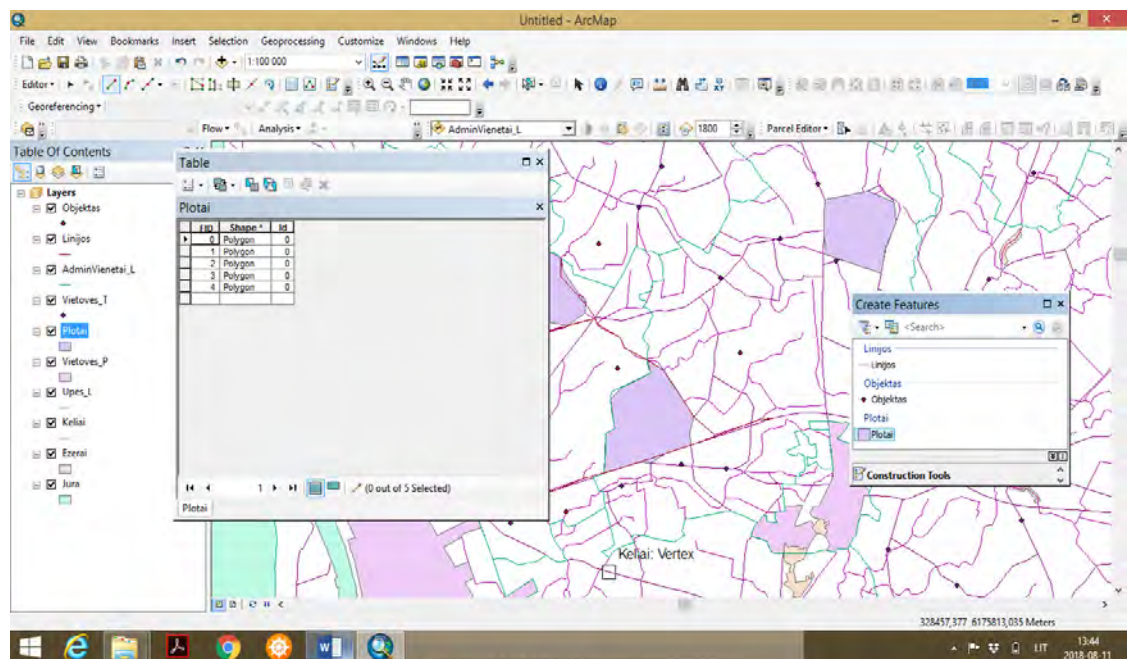 Untitled - ArcMap
File Edit View Bookmarks Insert Selection Geoprocessing Customize Windows Help
1:100 000
Editor
Georeferencing
Flow Analysis AdminVienetai_L 1800 Parcel Editor
Table Of Contents
Layers
Objektas
Linijos
AdminVienetai_L
Vietoves_T
Plotai
Vietoves_P
Upes_L
Keliai
Ezerai
Jura
Table
Plotai
FID Shape * Id
0 Polygon 0
1 Polygon 0
2 Polygon 0
3 Polygon 0
4 Polygon 0
1
(0 out of 5 Selected)
Plotai
Create Features
<Search>
Linijos
Linijos
Objektas
Objektas
Plotai
Plotai
Construction Tools
Keliai: Vertex
328457,377 6175813,035 Meters
LIT
13:44
2018-08-11